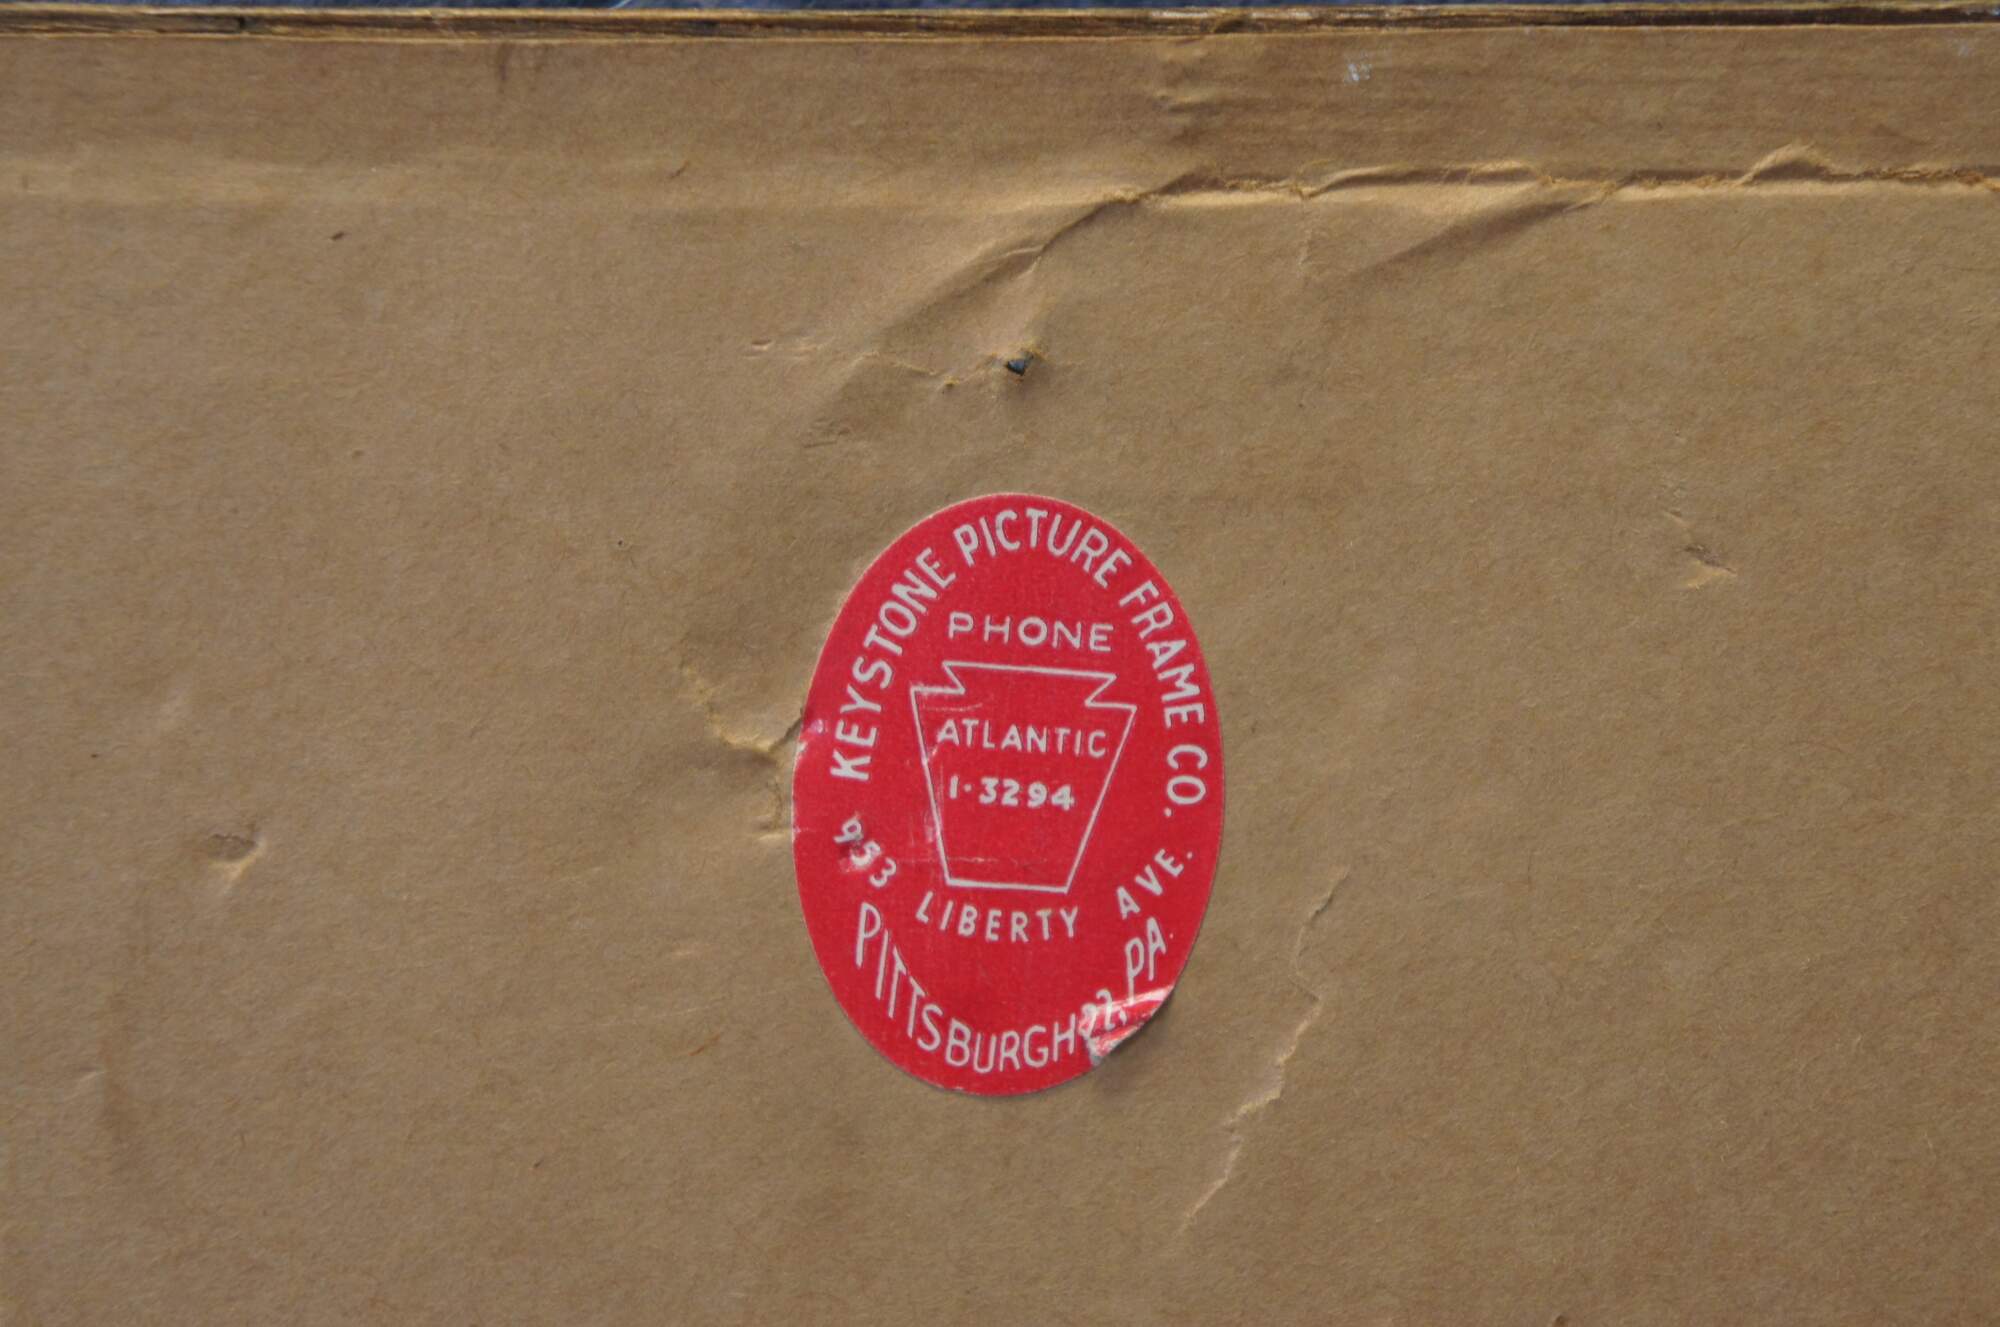 KEYSTONE PICTURE FRAME CO.
PHONE
ATLANTIC
1-3294
953 LIBERTY AVE.
PITTSBURGH 22, PA.